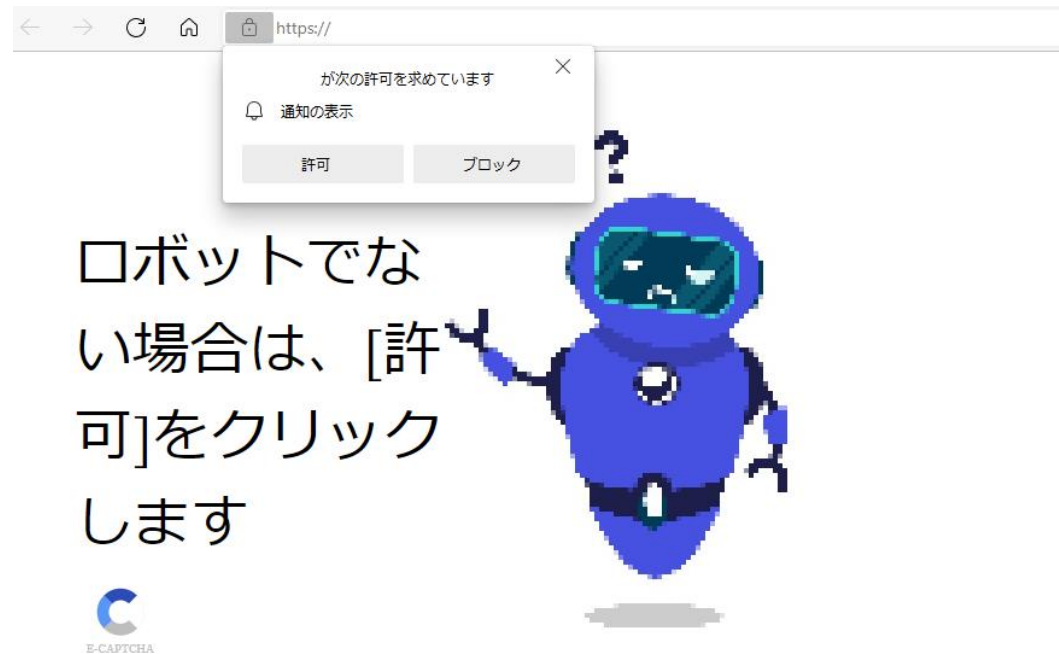 https://
が次の許可を求めています
通知の表示
許可
ブロック
?
ロボットでな
い場合は、[許
可]をクリック
します
E-CAPTCHA